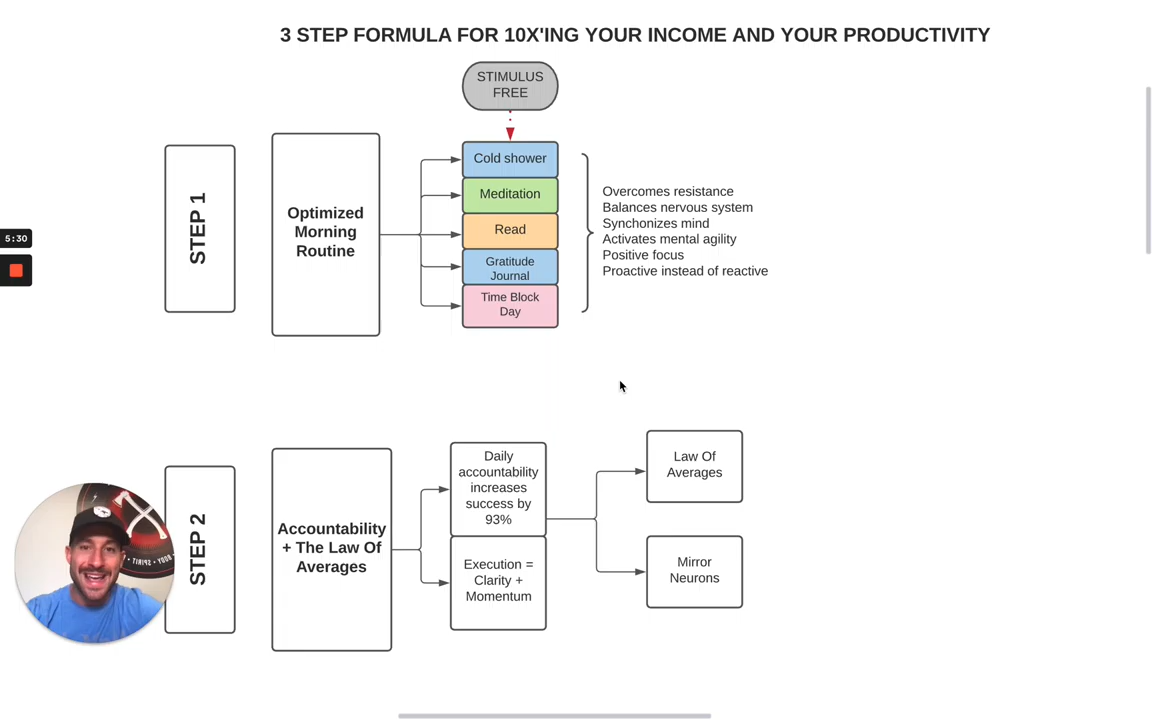 3 STEP FORMULA FOR 10X'ING YOUR INCOME AND YOUR PRODUCTIVITY
STIMULUS
FREE
STEP 1
Optimized
Morning
Routine
Cold shower
Meditation
Read
Gratitude
Journal
Time Block
Day
Overcomes resistance
Balances nervous system
Synchonizes mind
Activates mental agility
Positive focus
Proactive instead of reactive
5:30
STEP 2
Accountability
+ The Law Of
Averages
Daily
accountability
increases
success by
93%
Execution =
Clarity +
Momentum
Law Of
Averages
Mirror
Neurons
BODY SPIRIT